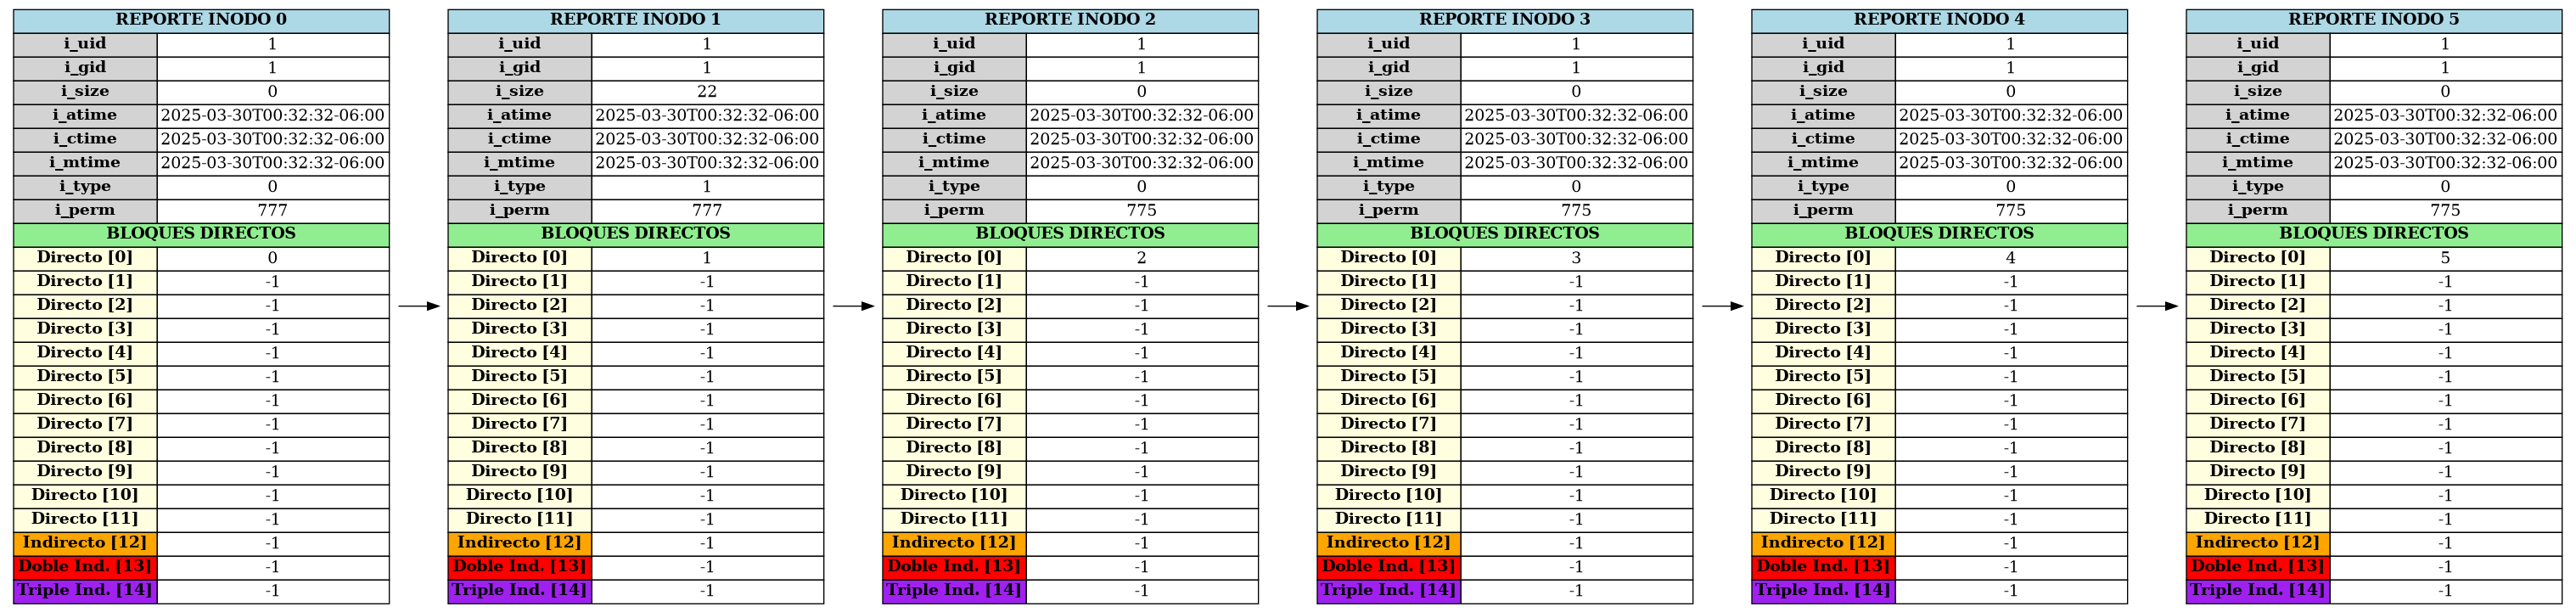 REPORTE INODO 0
i_uid 1
i_gid 1
i_size 0
i_atime 2025-03-30T00:32:32-06:00
i_ctime 2025-03-30T00:32:32-06:00
i_mtime 2025-03-30T00:32:32-06:00
i_type 0
i_perm 777
BLOQUES DIRECTOS
Directo [0] 0
Directo [1] -1
Directo [2] -1
Directo [3] -1
Directo [4] -1
Directo [5] -1
Directo [6] -1
Directo [7] -1
Directo [8] -1
Directo [9] -1
Directo [10] -1
Directo [11] -1
Indirecto [12] -1
Doble Ind. [13] -1
Triple Ind. [14] -1
REPORTE INODO 1
i_uid 1
i_gid 1
i_size 22
i_atime 2025-03-30T00:32:32-06:00
i_ctime 2025-03-30T00:32:32-06:00
i_mtime 2025-03-30T00:32:32-06:00
i_type 1
i_perm 777
BLOQUES DIRECTOS
Directo [0] 1
Directo [1] -1
Directo [2] -1
Directo [3] -1
Directo [4] -1
Directo [5] -1
Directo [6] -1
Directo [7] -1
Directo [8] -1
Directo [9] -1
Directo [10] -1
Directo [11] -1
Indirecto [12] -1
Doble Ind. [13] -1
Triple Ind. [14] -1
REPORTE INODO 2
i_uid 1
i_gid 1
i_size 0
i_atime 2025-03-30T00:32:32-06:00
i_ctime 2025-03-30T00:32:32-06:00
i_mtime 2025-03-30T00:32:32-06:00
i_type 0
i_perm 775
BLOQUES DIRECTOS
Directo [0] 2
Directo [1] -1
Directo [2] -1
Directo [3] -1
Directo [4] -1
Directo [5] -1
Directo [6] -1
Directo [7] -1
Directo [8] -1
Directo [9] -1
Directo [10] -1
Directo [11] -1
Indirecto [12] -1
Doble Ind. [13] -1
Triple Ind. [14] -1
REPORTE INODO 3
i_uid 1
i_gid 1
i_size 0
i_atime 2025-03-30T00:32:32-06:00
i_ctime 2025-03-30T00:32:32-06:00
i_mtime 2025-03-30T00:32:32-06:00
i_type 0
i_perm 775
BLOQUES DIRECTOS
Directo [0] 3
Directo [1] -1
Directo [2] -1
Directo [3] -1
Directo [4] -1
Directo [5] -1
Directo [6] -1
Directo [7] -1
Directo [8] -1
Directo [9] -1
Directo [10] -1
Directo [11] -1
Indirecto [12] -1
Doble Ind. [13] -1
Triple Ind. [14] -1
REPORTE INODO 4
i_uid 1
i_gid 1
i_size 0
i_atime 2025-03-30T00:32:32-06:00
i_ctime 2025-03-30T00:32:32-06:00
i_mtime 2025-03-30T00:32:32-06:00
i_type 0
i_perm 775
BLOQUES DIRECTOS
Directo [0] 4
Directo [1] -1
Directo [2] -1
Directo [3] -1
Directo [4] -1
Directo [5] -1
Directo [6] -1
Directo [7] -1
Directo [8] -1
Directo [9] -1
Directo [10] -1
Directo [11] -1
Indirecto [12] -1
Doble Ind. [13] -1
Triple Ind. [14] -1
REPORTE INODO 5
i_uid 1
i_gid 1
i_size 0
i_atime 2025-03-30T00:32:32-06:00
i_ctime 2025-03-30T00:32:32-06:00
i_mtime 2025-03-30T00:32:32-06:00
i_type 0
i_perm 775
BLOQUES DIRECTOS
Directo [0] 5
Directo [1] -1
Directo [2] -1
Directo [3] -1
Directo [4] -1
Directo [5] -1
Directo [6] -1
Directo [7] -1
Directo [8] -1
Directo [9] -1
Directo [10] -1
Directo [11] -1
Indirecto [12] -1
Doble Ind. [13] -1
Triple Ind. [14] -1